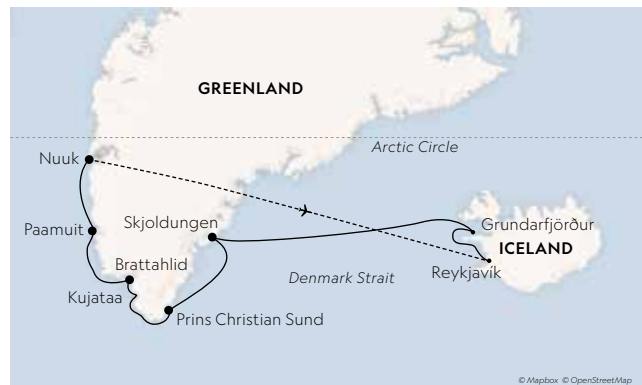 GREENLAND
Arctic Circle
Nuuk
Paamuit
Skjoldungen
Grundarfjörður
ICELAND
Brattahlid
Reykjavík
Denmark Strait
Kujataa
Prins Christian Sund
© Mapbox © OpenStreetMap